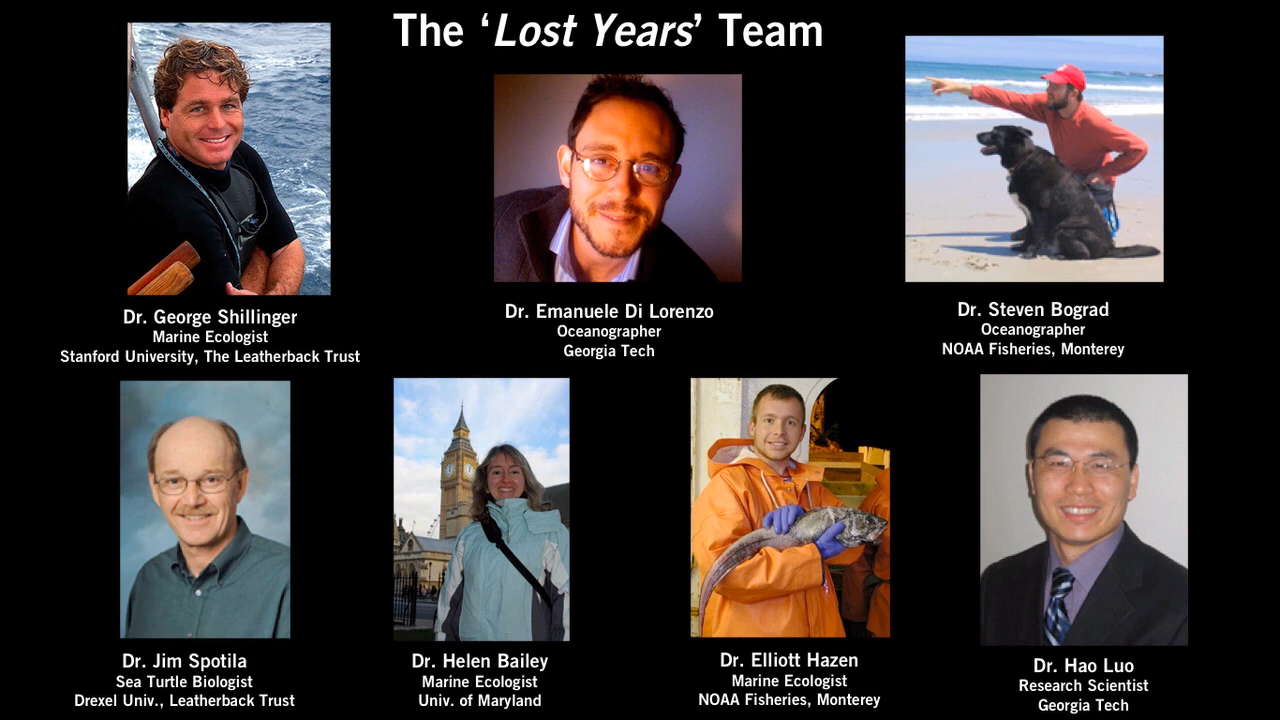 The ‘Lost Years’ Team
Dr. George Shillinger
Marine Ecologist
Stanford University, The Leatherback Trust
Dr. Emanuele Di Lorenzo
Oceanographer
Georgia Tech
Dr. Steven Bograd
Oceanographer
NOAA Fisheries, Monterey
Dr. Jim Spotila
Sea Turtle Biologist
Drexel Univ., Leatherback Trust
Dr. Helen Bailey
Marine Ecologist
Univ. of Maryland
Dr. Elliott Hazen
Marine Ecologist
NOAA Fisheries, Monterey
Dr. Hao Luo
Research Scientist
Georgia Tech